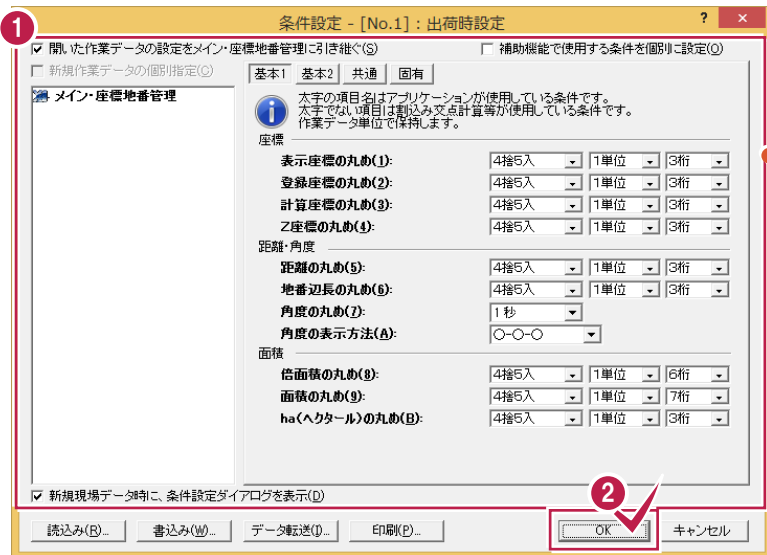 条件設定 - [No.1] : 出荷時設定
? ×
1
開いた作業データの設定をメイン・座標地番管理に引き継ぐ(S) 補助機能で使用する条件を個別に設定(O)
新規作業データの個別指定(C)
メイン・座標地番管理
基本1 基本2 共通 固有
太字の項目名はアプリケーションが使用している条件です。
太字でない項目は割込み交点計算等が使用している条件です。
作業データ単位で保持します。
座標
表示座標の丸め(1): 4捨5入 1単位 3桁
登録座標の丸め(2): 4捨5入 1単位 3桁
計算座標の丸め(3): 4捨5入 1単位 3桁
Z座標の丸め(4): 4捨5入 1単位 3桁
距離・角度
距離の丸め(5): 4捨5入 1単位 3桁
地番辺長の丸め(6): 4捨5入 1単位 3桁
角度の丸め(7): 1秒
角度の表示方法(A): ○-○-○
面積
倍面積の丸め(8): 4捨5入 1単位 6桁
面積の丸め(9): 4捨5入 1単位 7桁
ha(ヘクタール)の丸め(B): 4捨5入 1単位 3桁
新規現場データ時に、条件設定ダイアログを表示(D)
2
読込み(R)... 書込み(W)... データ転送(I)... 印刷(P)... OK キャンセル